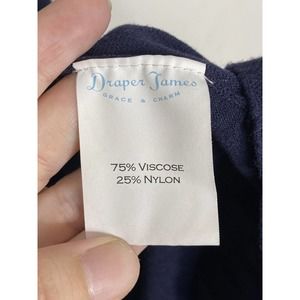 Draper James
GRACE & CHARM
75% VISCOSE
25% NYLON